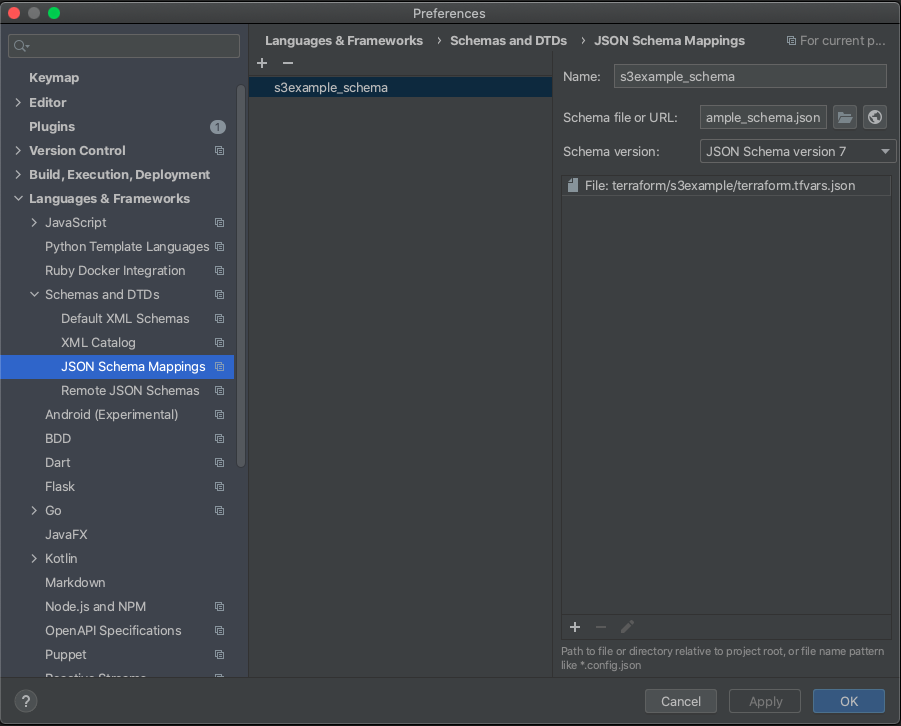 Preferences
Keymap
Editor
Plugins 1
Version Control
Build, Execution, Deployment
Languages & Frameworks
JavaScript
Python Template Languages
Ruby Docker Integration
Schemas and DTDs
Default XML Schemas
XML Catalog
JSON Schema Mappings
Remote JSON Schemas
Android (Experimental)
BDD
Dart
Flask
Go
JavaFX
Kotlin
Markdown
Node.js and NPM
OpenAPI Specifications
Puppet
Reactive Streams
Languages & Frameworks › Schemas and DTDs › JSON Schema Mappings For current p...
s3example_schema
Name: s3example_schema
Schema file or URL: ample_schema.json
Schema version: JSON Schema version 7
File: terraform/s3example/terraform.tfvars.json
Path to file or directory relative to project root, or file name pattern
like *.config.json
? Cancel Apply OK